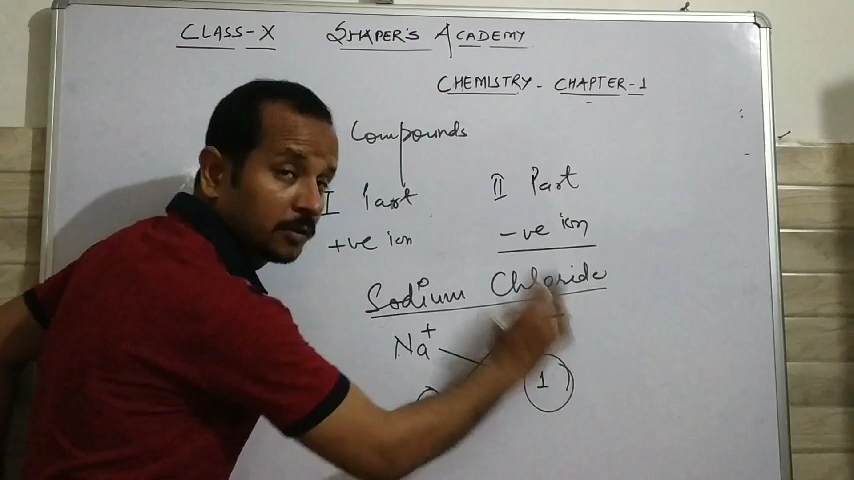 CLASS-X SHAPER'S ACADEMY
CHEMISTRY - CHAPTER-1
Compounds
I Part II Part
+ve ion -ve ion
Sodium Chloride
Na+
1